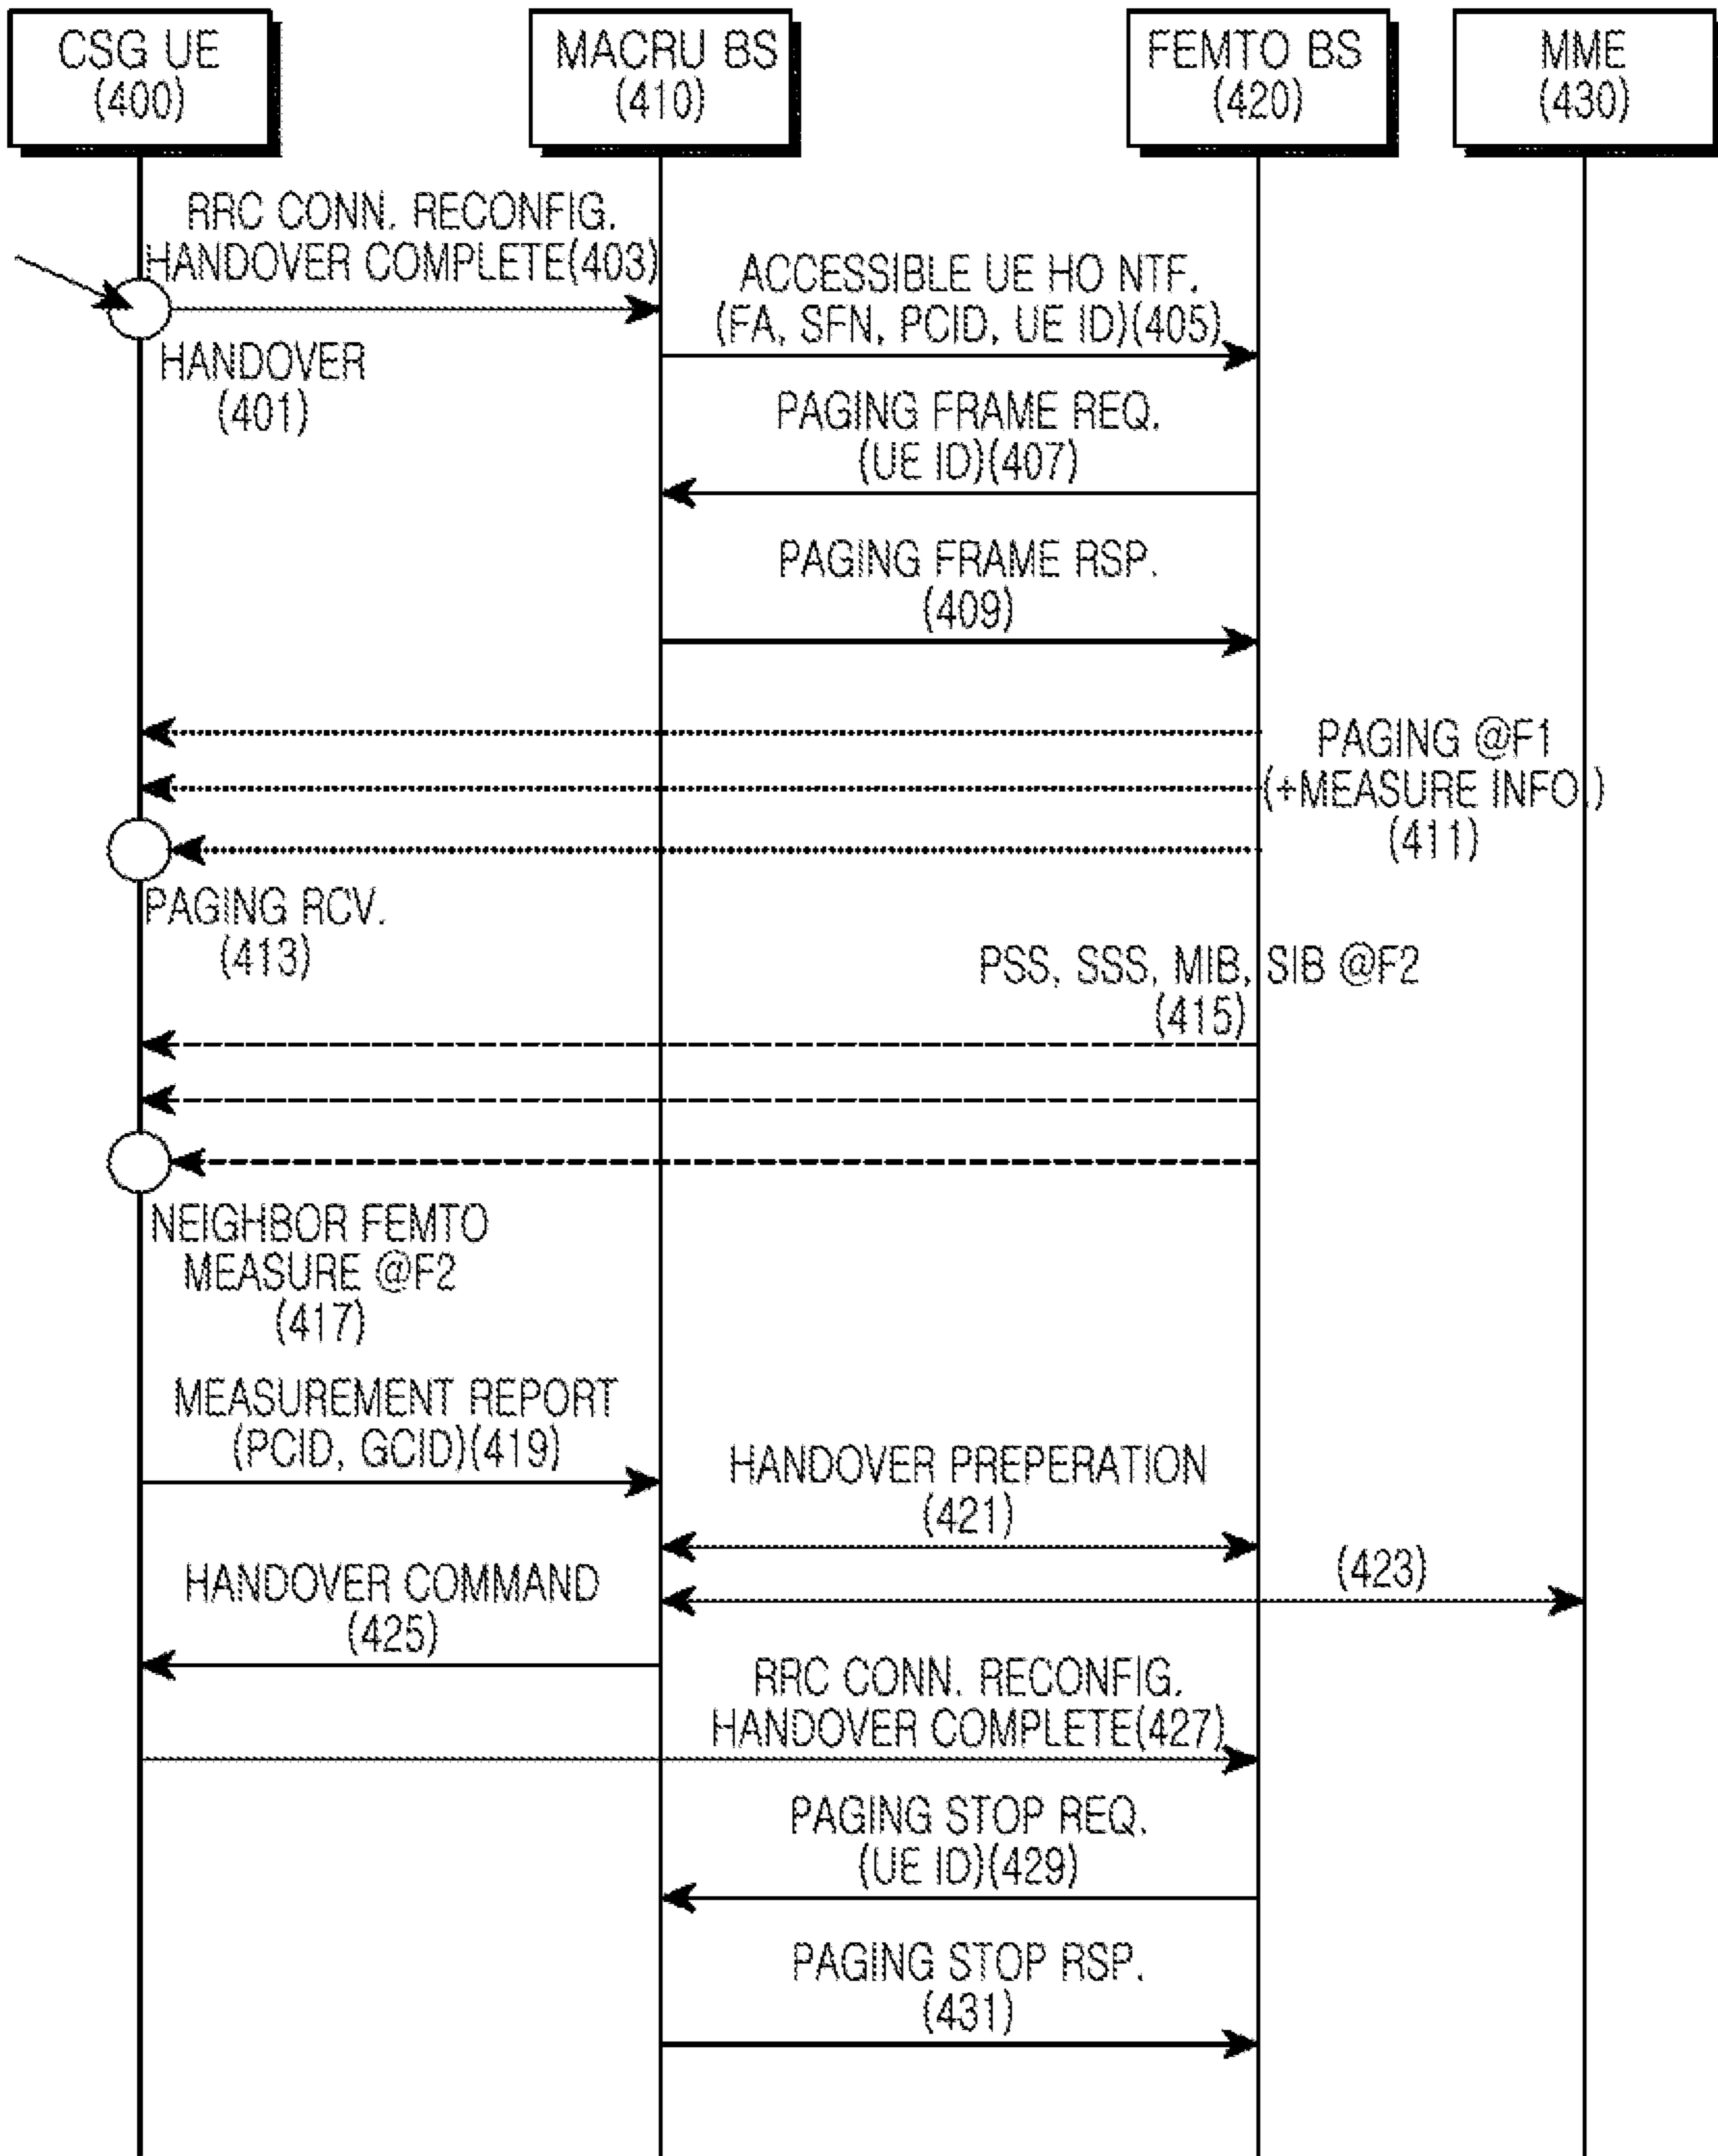 CSG UE
(400)
MACRU BS
(410)
FEMTO BS
(420)
MME
(430)
RRC CONN. RECONFIG.
HANDOVER COMPLETE(403)
HANDOVER
(401)
ACCESSIBLE UE HO NTF.
(FA, SFN, PCID, UE ID)(405)
PAGING FRAME REQ.
(UE ID)(407)
PAGING FRAME RSP.
(409)
PAGING @F1
(+MEASURE INFO.)
(411)
PAGING RCV.
(413)
PSS, SSS, MIB, SIB @F2
(415)
NEIGHBOR FEMTO
MEASURE @F2
(417)
MEASUREMENT REPORT
(PCID, GCID)(419)
HANDOVER PREPERATION
(421)
(423)
HANDOVER COMMAND
(425)
RRC CONN. RECONFIG.
HANDOVER COMPLETE(427)
PAGING STOP REQ.
(UE ID)(429)
PAGING STOP RSP.
(431)